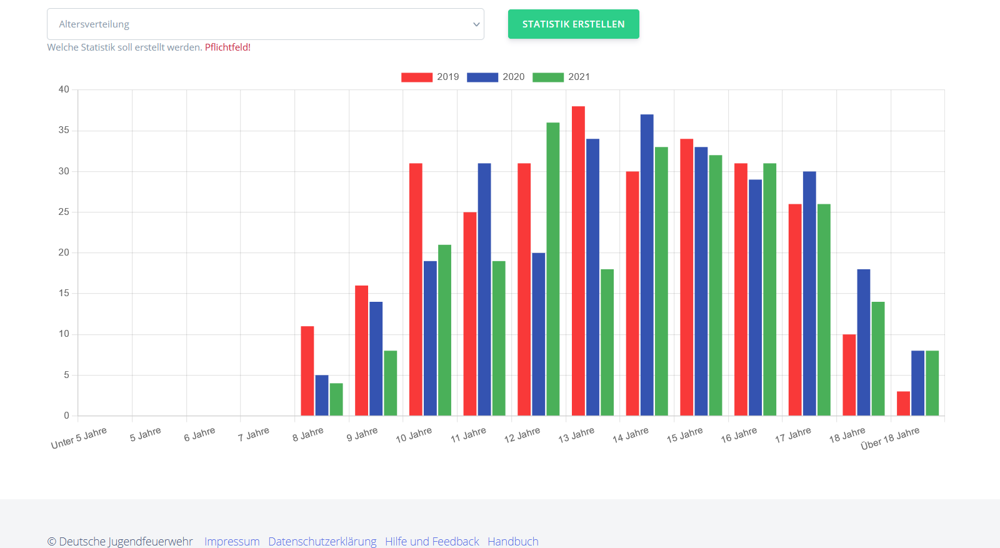 Altersverteilung
STATISTIK ERSTELLEN
Welche Statistik soll erstellt werden. Pflichtfeld!
2019 2020 2021
40
35
30
25
20
15
10
5
0
Unter 5 Jahre 5 Jahre 6 Jahre 7 Jahre 8 Jahre 9 Jahre 10 Jahre 11 Jahre 12 Jahre 13 Jahre 14 Jahre 15 Jahre 16 Jahre 17 Jahre 18 Jahre Über 18 Jahre
© Deutsche Jugendfeuerwehr Impressum Datenschutzerklärung Hilfe und Feedback Handbuch